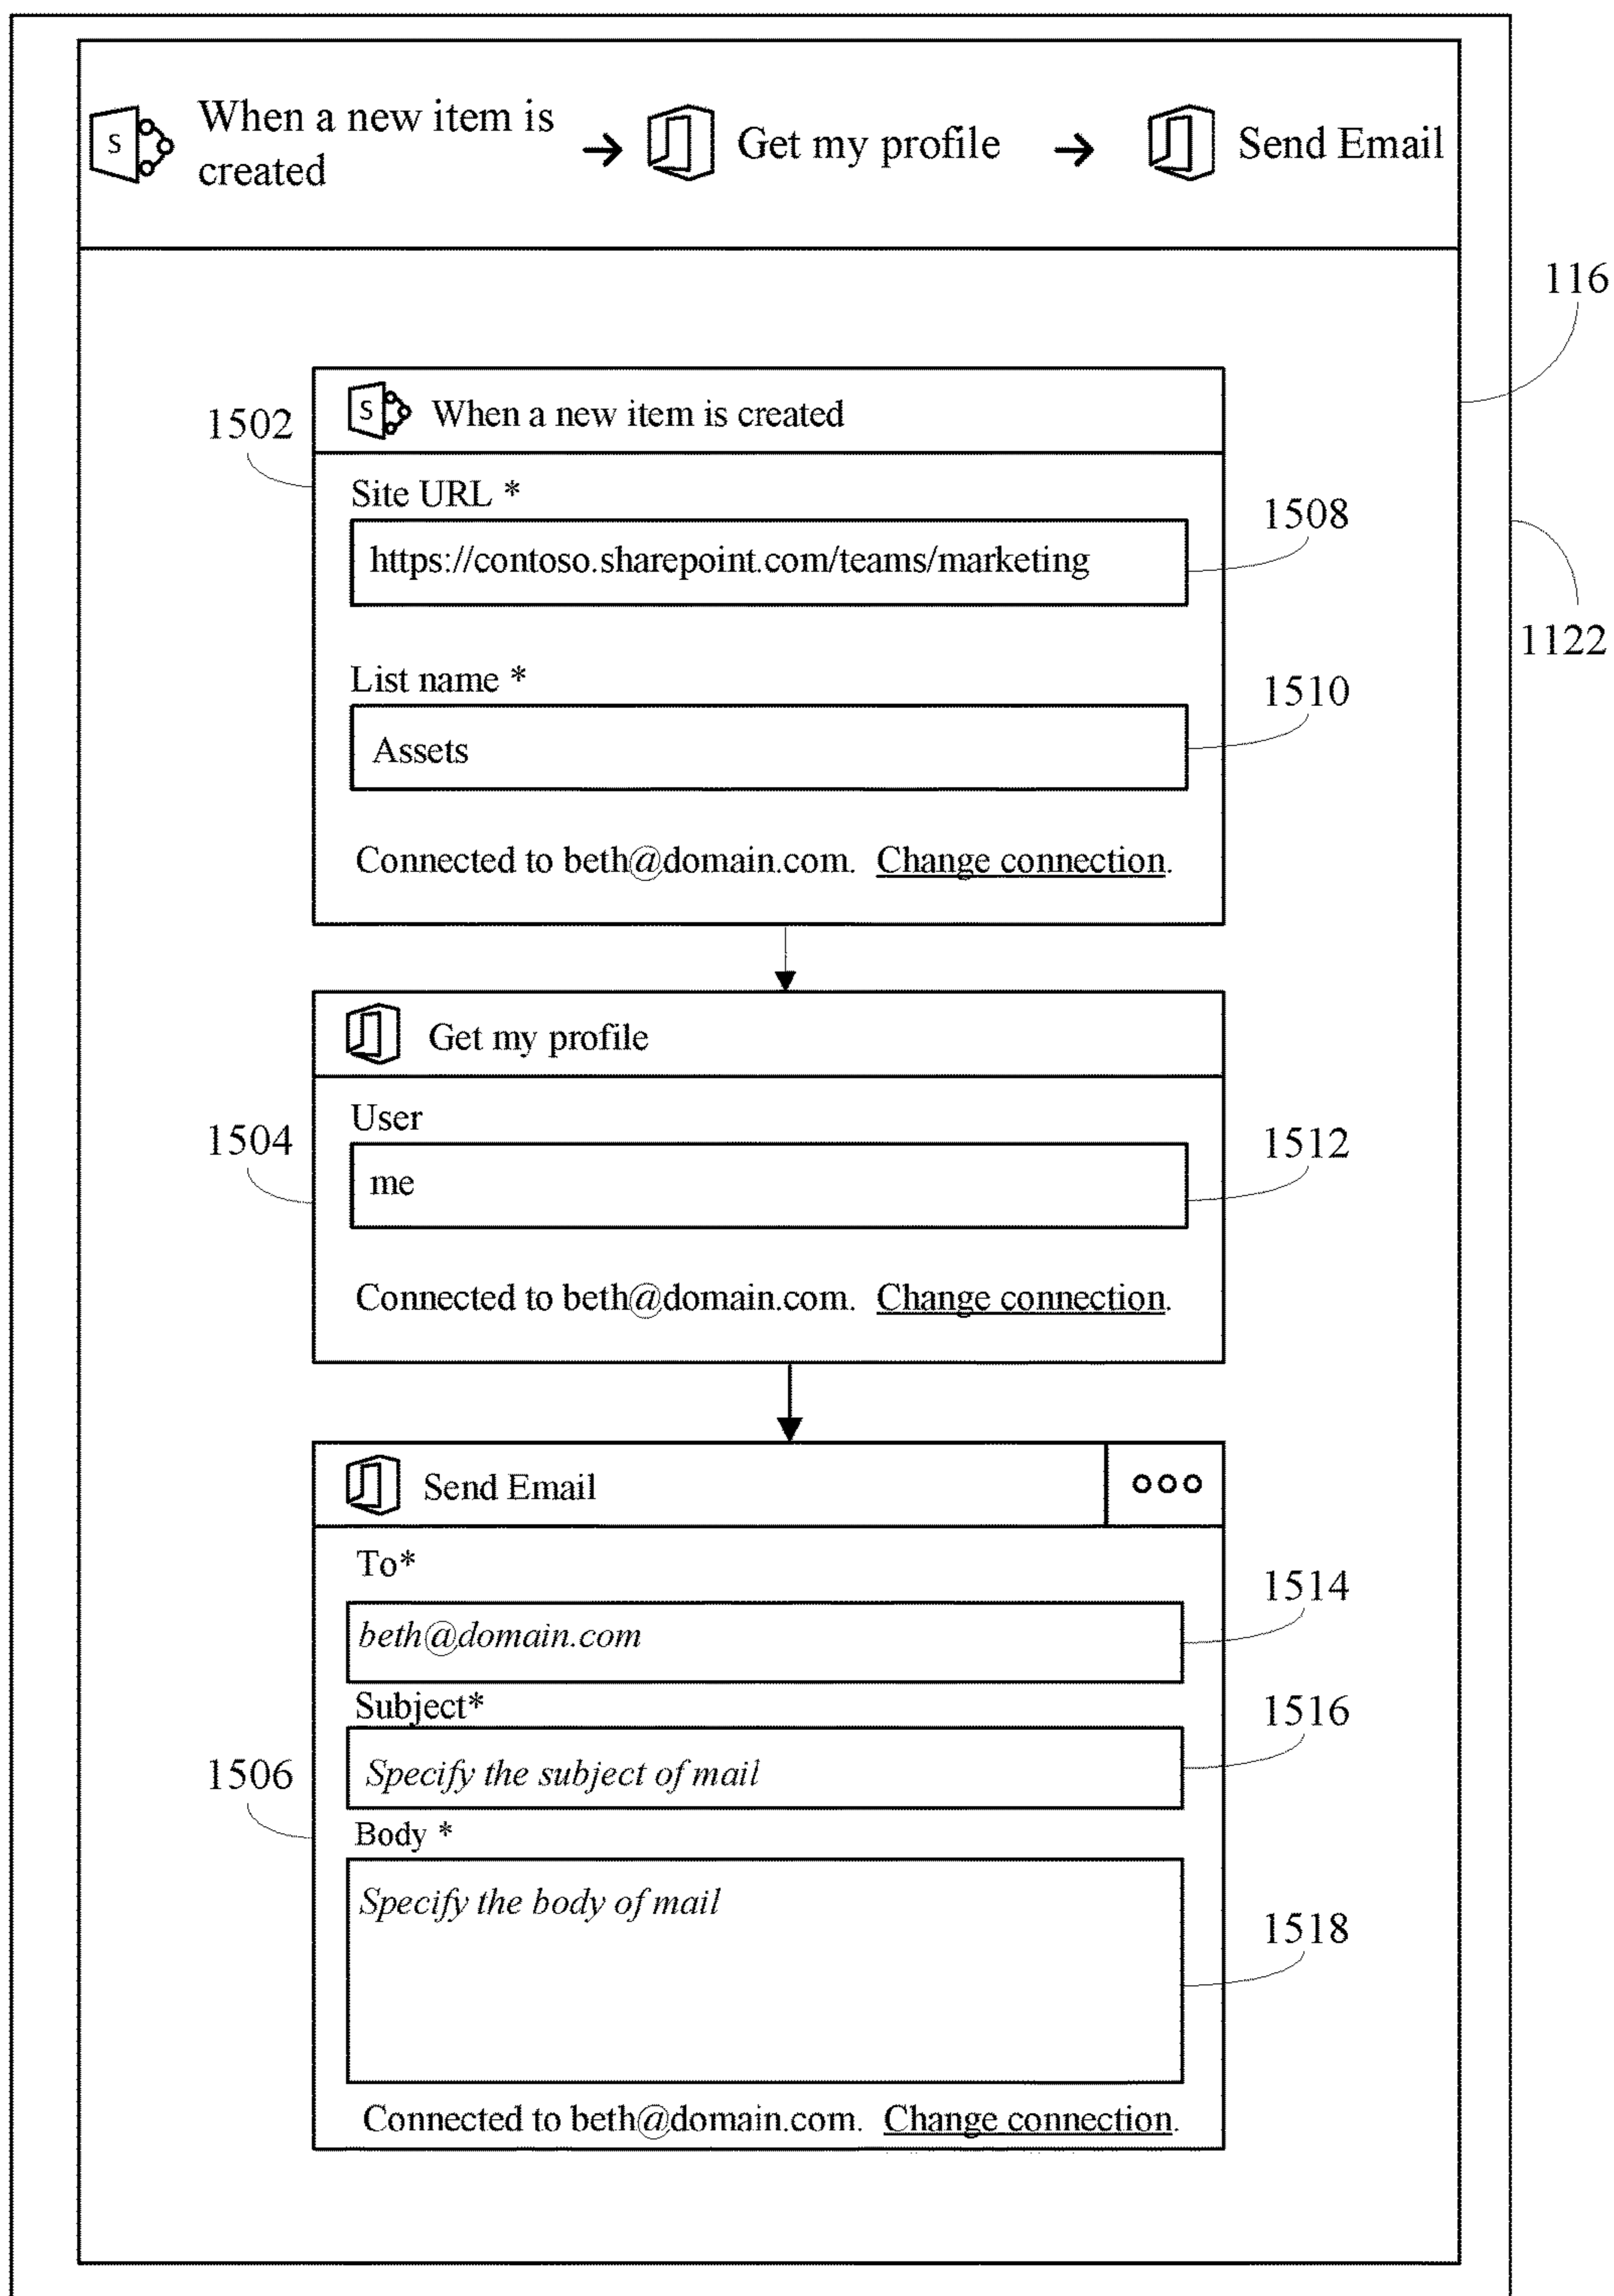 When a new item is
created
→ Get my profile → Send Email
116
S When a new item is created
1502
Site URL *
1508
https://contoso.sharepoint.com/teams/marketing
1122
List name *
1510
Assets
Connected to beth@domain.com. Change connection.
Get my profile
User
1504
1512
me
Connected to beth@domain.com. Change connection.
Send Email
To*
1514
beth@domain.com
Subject*
1516
Specify the subject of mail
1506
Body *
Specify the body of mail
1518
Connected to beth@domain.com. Change connection.